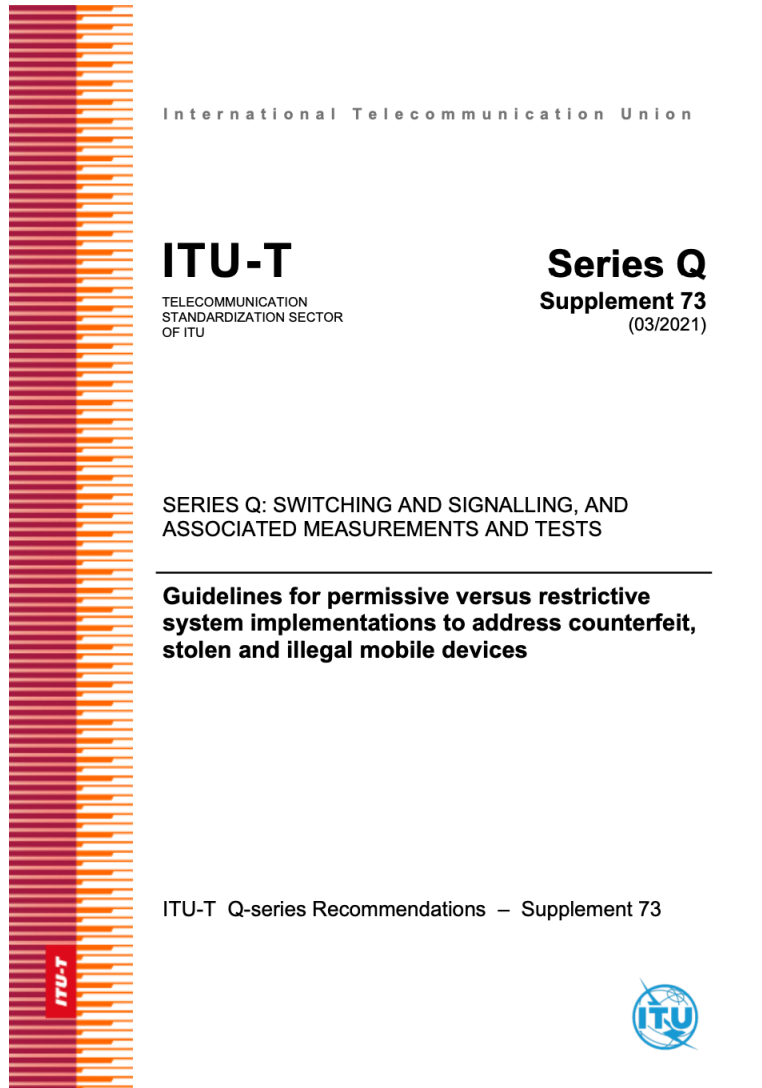 International Telecommunication Union
ITU-T
Series Q
TELECOMMUNICATION
STANDARDIZATION SECTOR
OF ITU
Supplement 73
(03/2021)
SERIES Q: SWITCHING AND SIGNALLING, AND
ASSOCIATED MEASUREMENTS AND TESTS
Guidelines for permissive versus restrictive
system implementations to address counterfeit,
stolen and illegal mobile devices
ITU-T Q-series Recommendations – Supplement 73
ITU-T
ITU